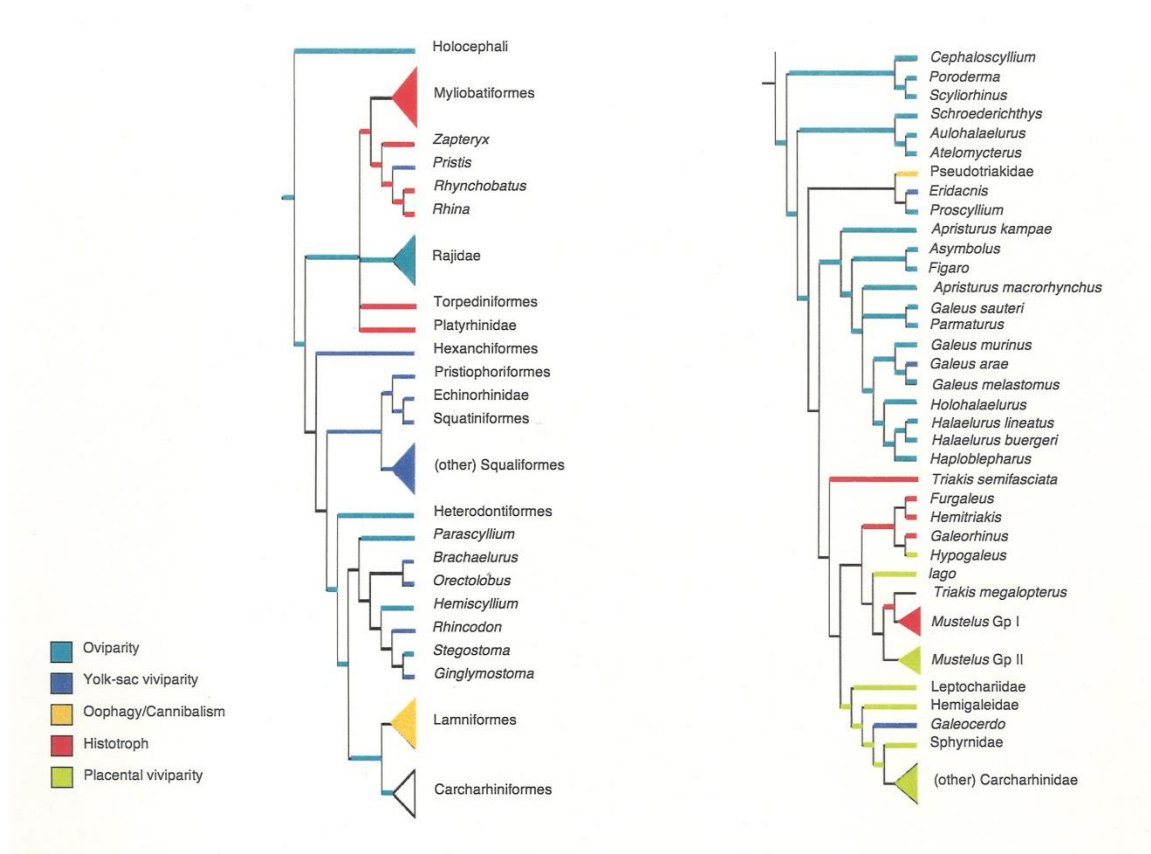 Holocephali
Myliobatiformes
Zapteryx
Pristis
Rhynchobatus
Rhina
Rajidae
Torpediniformes
Platyrhinidae
Hexanchiformes
Pristiophoriformes
Echinorhinidae
Squatiniformes
(other) Squaliformes
Heterodontiformes
Parascyllium
Brachaelurus
Orectolobus
Hemiscyllium
Rhincodon
Stegostoma
Ginglymostoma
Lamniformes
Carcharhiniformes
Oviparity
Yolk-sac viviparity
Oophagy/Cannibalism
Histotroph
Placental viviparity
Cephaloscyllium
Poroderma
Scyliorhinus
Schroederichthys
Aulohalaelurus
Atelomycterus
Pseudotriakidae
Eridacnis
Proscyllium
Apristurus kampae
Asymbolus
Figaro
Apristurus macrorhynchus
Galeus sauteri
Parmaturus
Galeus murinus
Galeus arae
Galeus melastomus
Holohalaelurus
Halaelurus lineatus
Halaelurus buergeri
Haploblepharus
Triakis semifasciata
Furgaleus
Hemitriakis
Galeorhinus
Hypogaleus
Iago
Triakis megalopterus
Mustelus Gp I
Mustelus Gp II
Leptochariidae
Hemigaleidae
Galeocerdo
Sphyrnidae
(other) Carcharhinidae